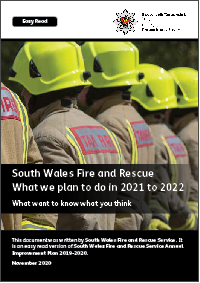 Easy Read
South Wales Fire and Rescue
What we plan to do in 2021 to 2022
What want to know what you think
This document was written by South Wales Fire and Rescue Service. It
is an easy read version of South Wales Fire and Rescue Service Annual
Improvement Plan 2019-2020.
November 2020